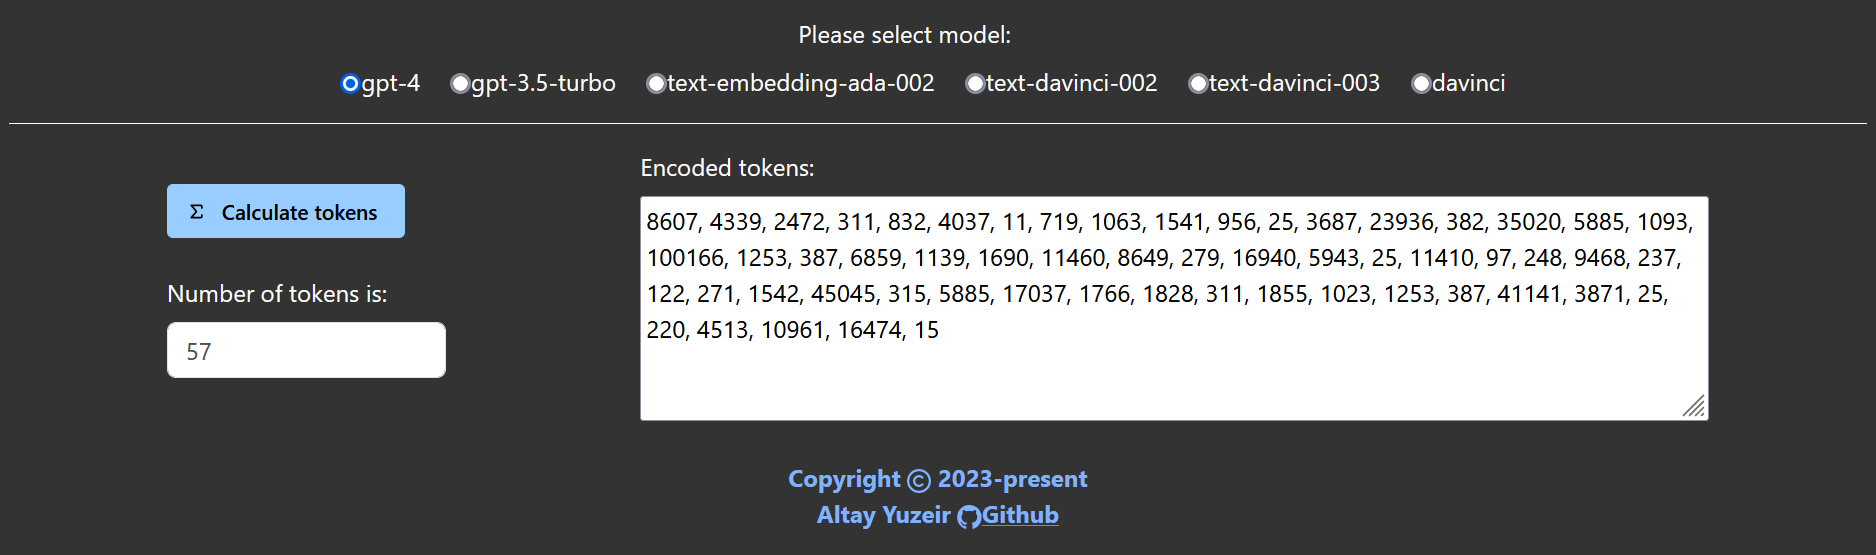 Please select model:
gpt-4 gpt-3.5-turbo text-embedding-ada-002 text-davinci-002 text-davinci-003 davinci
Encoded tokens:
Calculate tokens
8607, 4339, 2472, 311, 832, 4037, 11, 719, 1063, 1541, 956, 25, 3687, 23936, 382, 35020, 5885, 1093,
100166, 1253, 387, 6859, 1139, 1690, 11460, 8649, 279, 16940, 5943, 25, 11410, 97, 248, 9468, 237,
122, 271, 1542, 45045, 315, 5885, 17037, 1766, 1828, 311, 1855, 1023, 1253, 387, 41141, 3871, 25,
220, 4513, 10961, 16474, 15
Number of tokens is:
57
Copyright © 2023-present
Altay Yuzeir Github